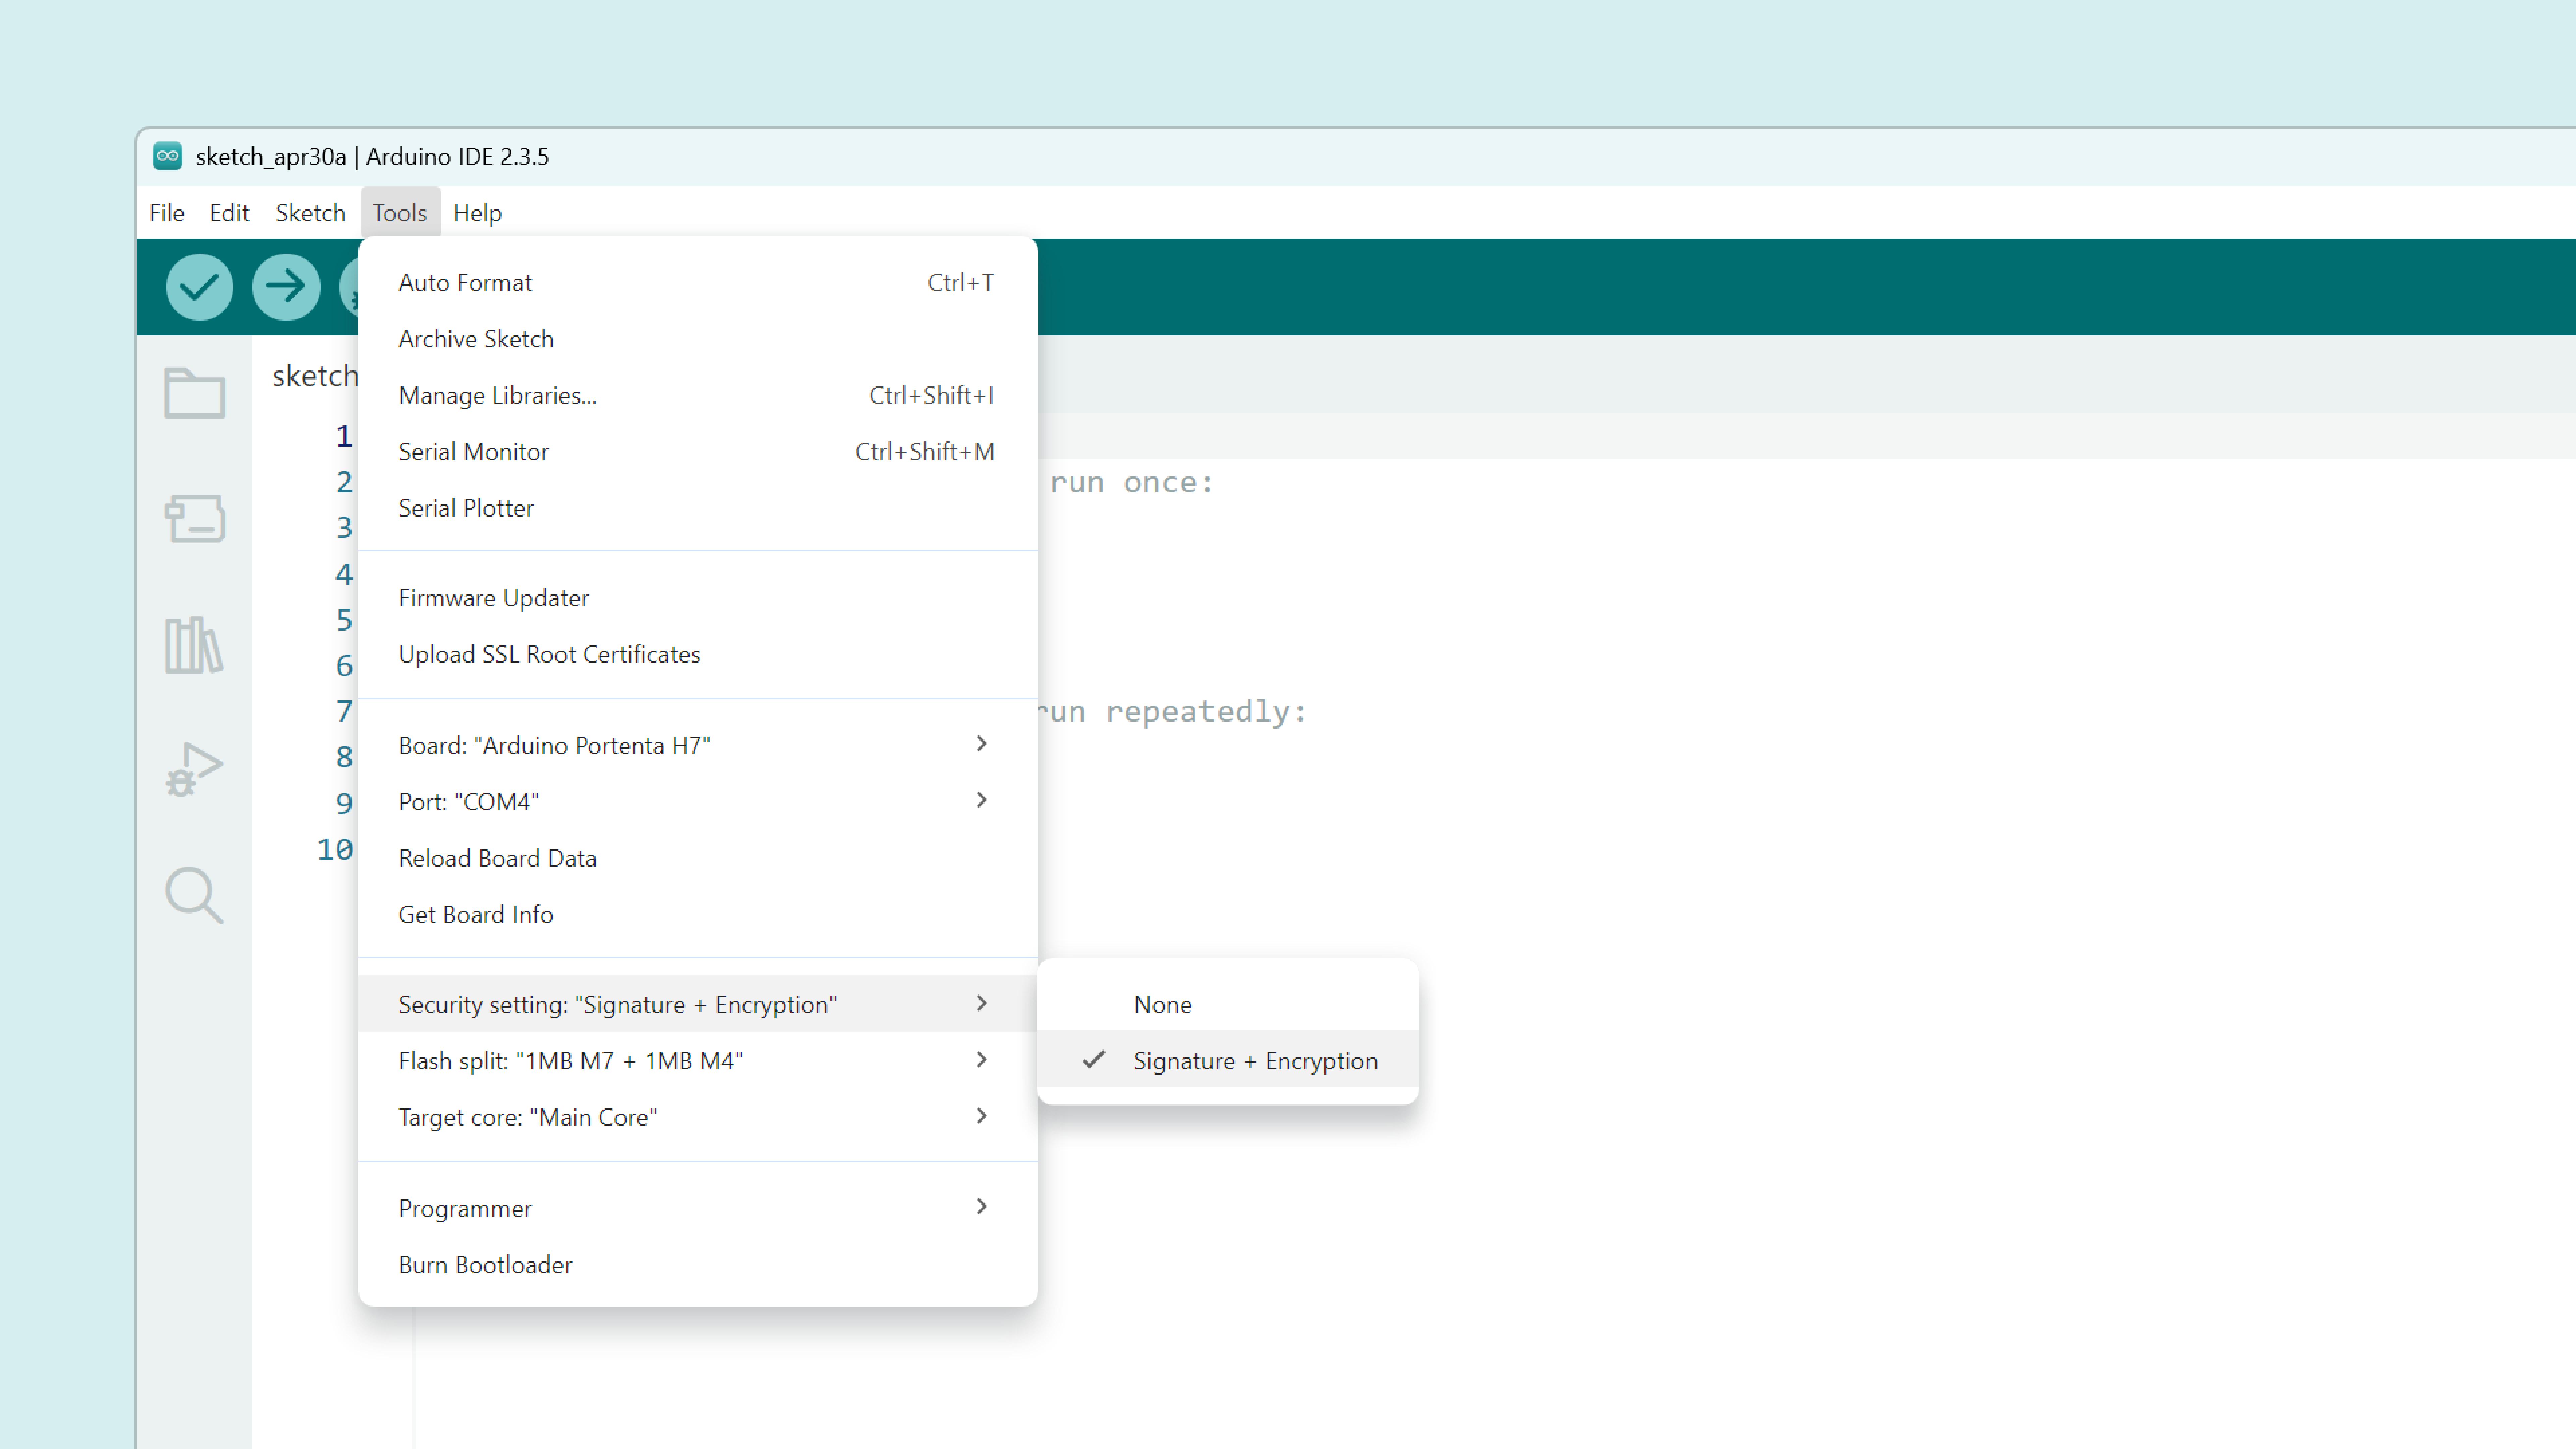 sketch_apr30a | Arduino IDE 2.3.5
File Edit Sketch Tools Help
Auto Format Ctrl+T
Archive Sketch
Manage Libraries... Ctrl+Shift+I
Serial Monitor Ctrl+Shift+M
Serial Plotter
Firmware Updater
Upload SSL Root Certificates
Board: "Arduino Portenta H7"
Port: "COM4"
Reload Board Data
Get Board Info
Security setting: "Signature + Encryption"
Flash split: "1MB M7 + 1MB M4"
Target core: "Main Core"
Programmer
Burn Bootloader
None
Signature + Encryption
sketch
1
2 run once:
3
4
5
6
7 run repeatedly:
8
9
10